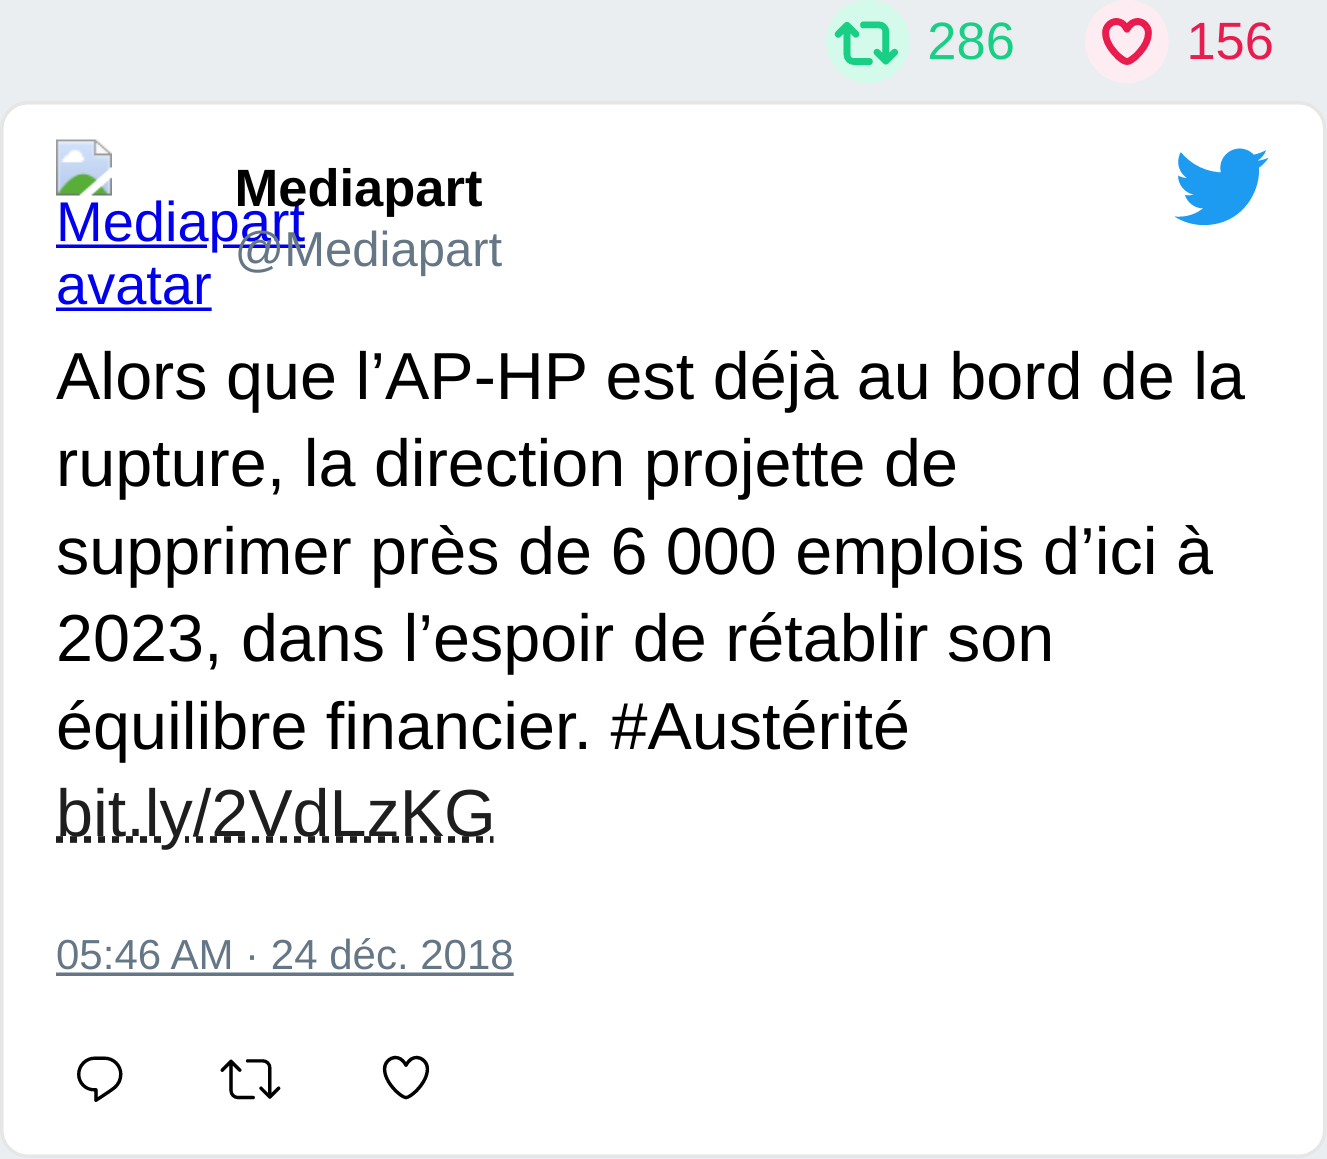 286 156
Mediapart
@Mediapart
Mediapart
avatar
Alors que l’AP-HP est déjà au bord de la
rupture, la direction projette de
supprimer près de 6 000 emplois d’ici à
2023, dans l’espoir de rétablir son
équilibre financier. #Austérité
bit.ly/2VdLzKG
05:46 AM · 24 déc. 2018